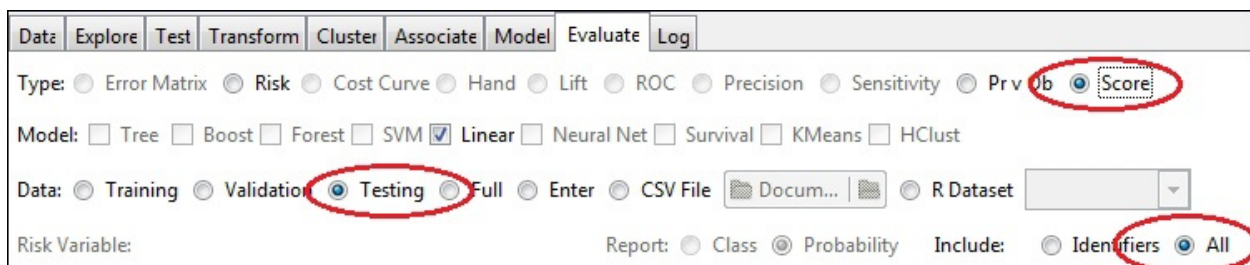 Data Explore Test Transform Cluster Associate Model Evaluate Log
Type: Error Matrix Risk Cost Curve Hand Lift ROC Precision Sensitivity Pr v Ob Score
Model: Tree Boost Forest SVM Linear Neural Net Survival KMeans HClust
Data: Training Validation Testing Full Enter CSV File Docum... R Dataset
Risk Variable: Report: Class Probability Include: Identifiers All